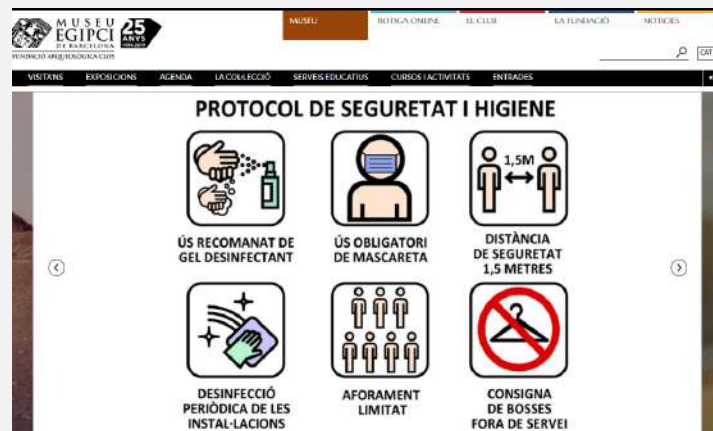 MUSEU
EGIPCI
DE BARCELONA
FUNDACIÓ ARQUEOLÒGICA CLOS
25
ANYS
MUSEU BOTIGA ONLINE EL CLUB LA FUNDACIÓ NOTÍCIES
CAT
VISITA'NS EXPOSICIONS AGENDA LA COL·LECCIÓ SERVEIS EDUCATIUS CURSOS I ACTIVITATS ENTRADES
PROTOCOL DE SEGURETAT I HIGIENE
1,5M
ÚS RECOMANAT DE
GEL DESINFECTANT
ÚS OBLIGATORI
DE MASCARETA
DISTÀNCIA
DE SEGURETAT
1,5 METRES
DESINFECCIÓ
PERIÒDICA DE LES
INSTAL·LACIONS
AFORAMENT
LIMITAT
CONSIGNA
DE BOSSES
FORA DE SERVEI